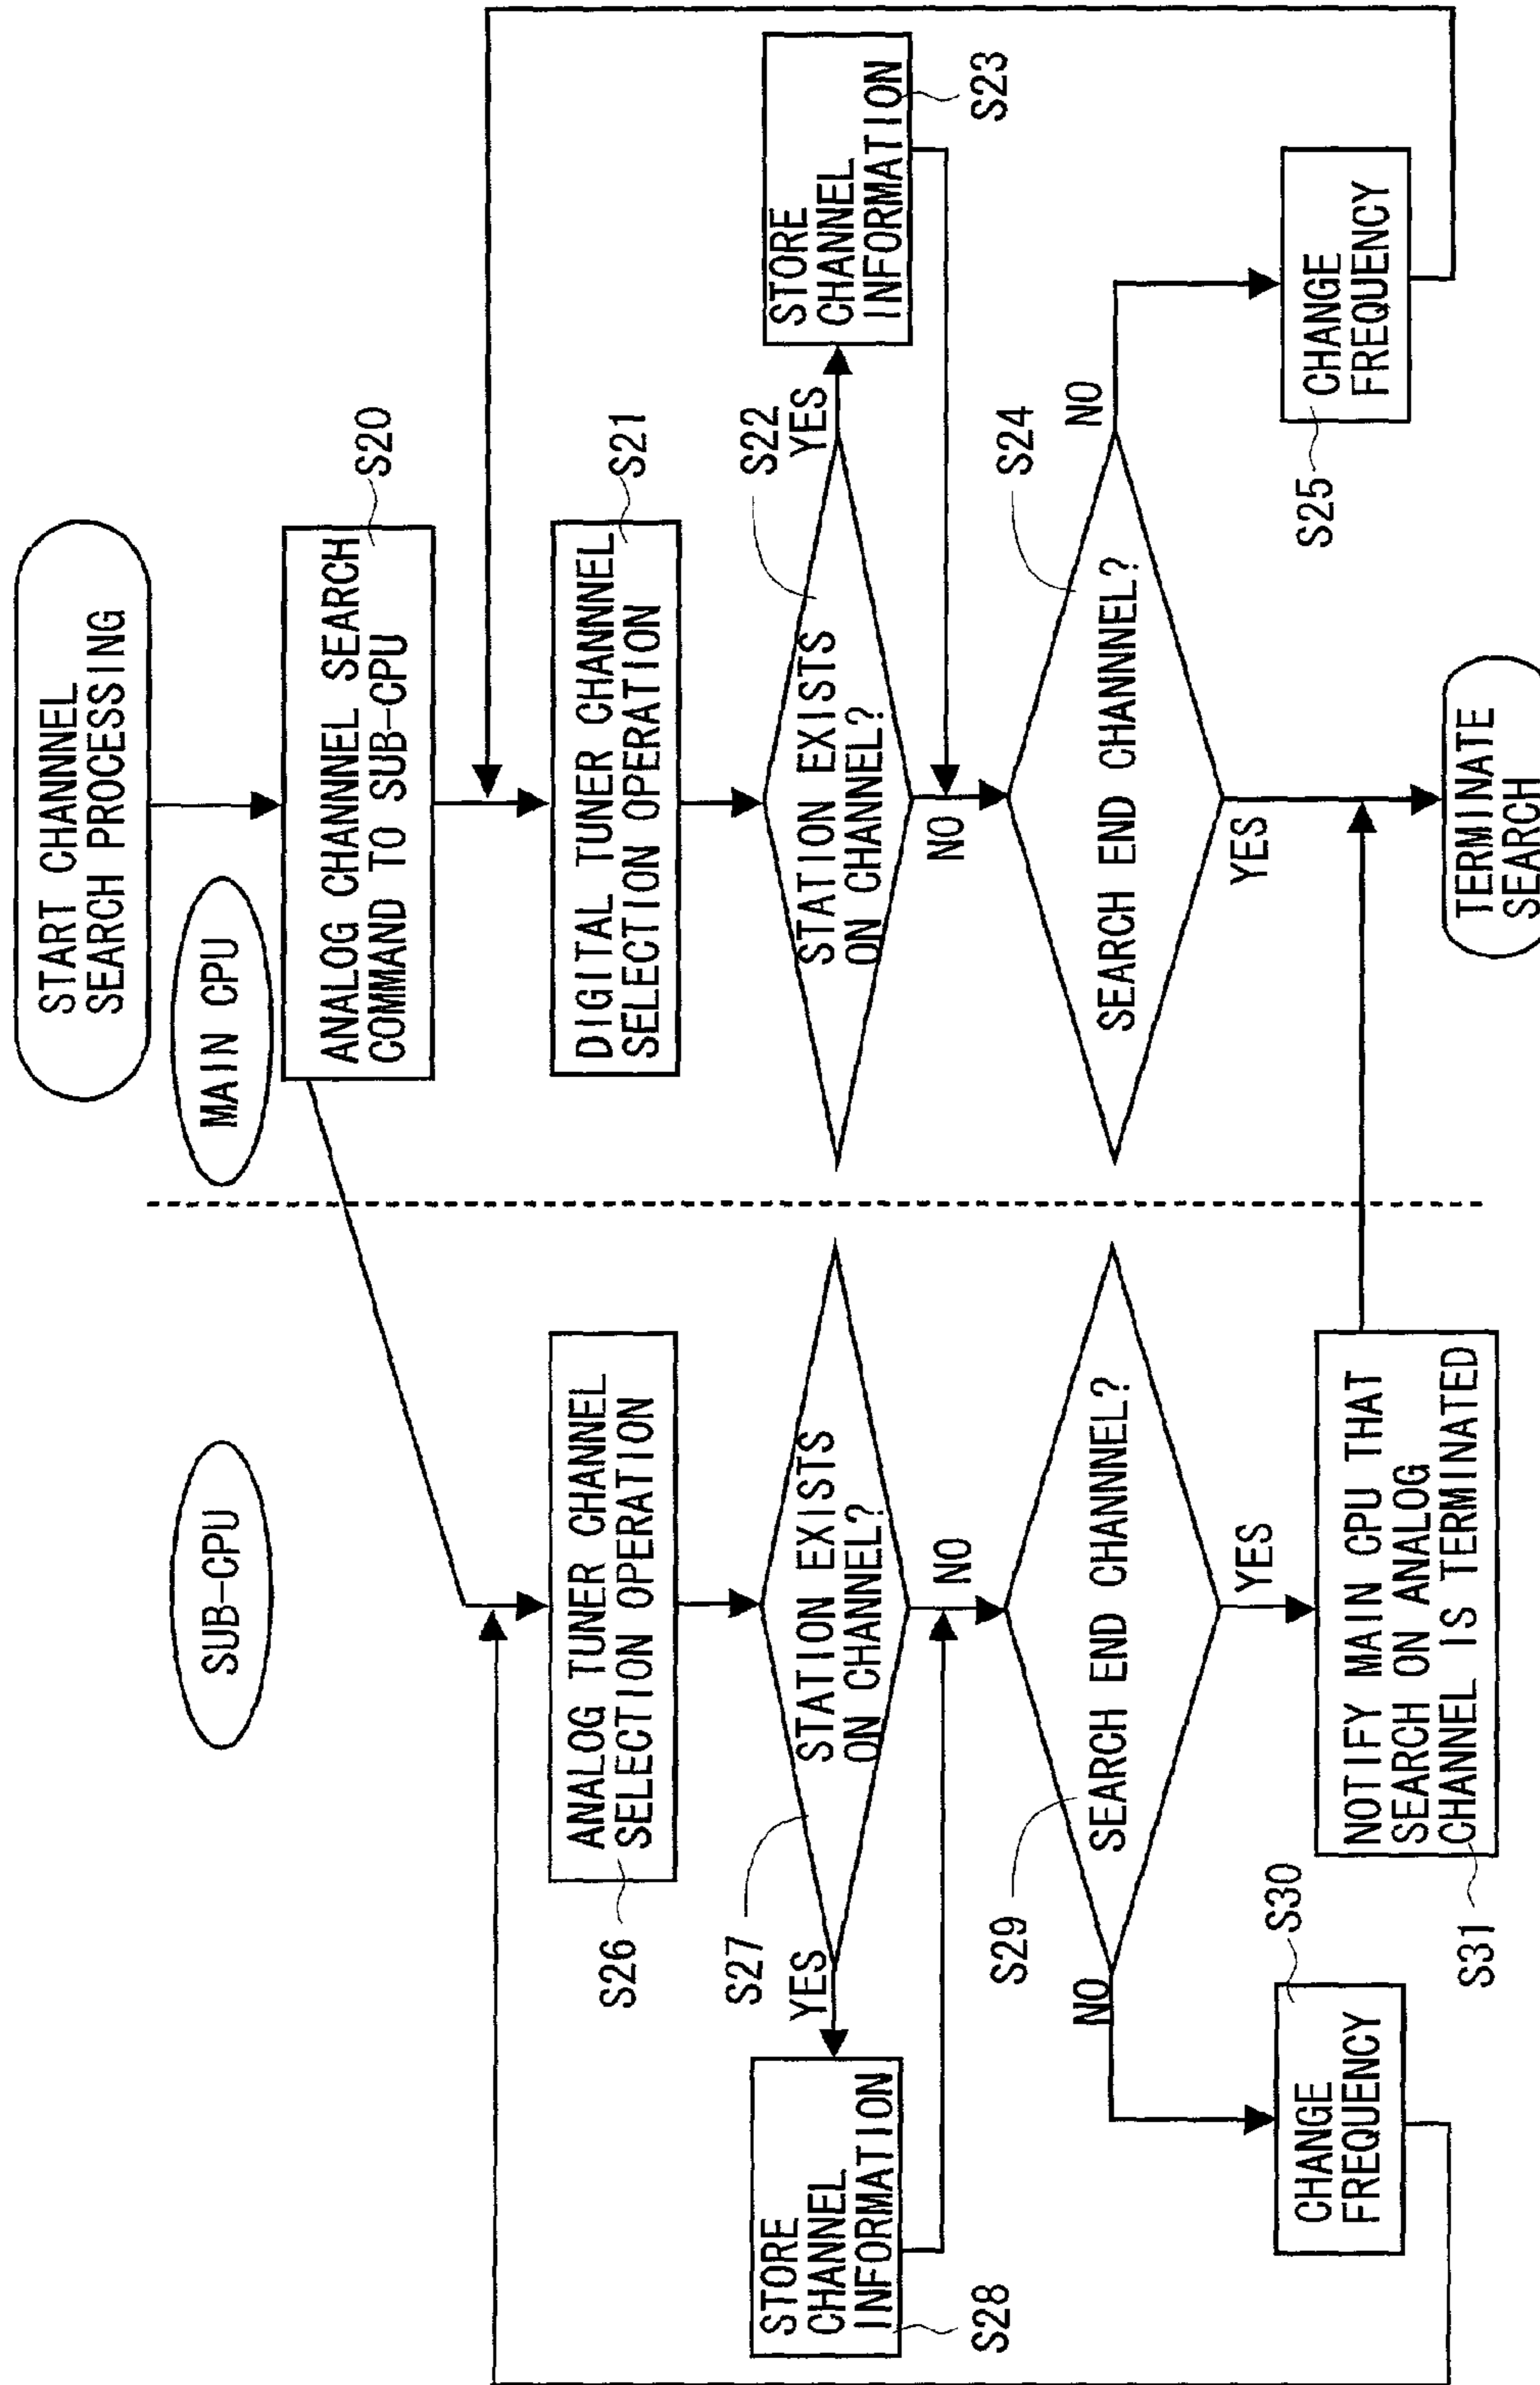 START CHANNEL
SEARCH PROCESSING
SUB-CPU
MAIN CPU
ANALOG CHANNEL SEARCH
COMMAND TO SUB-CPU
S20
ANALOG TUNER CHANNEL
SELECTION OPERATION
S26
DIGITAL TUNER CHANNEL
SELECTION OPERATION
S21
S27
YES
STATION EXISTS
ON CHANNEL?
NO
STORE
CHANNEL
INFORMATION
S28
STATION EXISTS
ON CHANNEL?
S22
YES
NO
STORE
CHANNEL
INFORMATION
S23
S29
NO
SEARCH END CHANNEL?
YES
SEARCH END CHANNEL?
S24
NO
YES
CHANGE
FREQUENCY
S30
NOTIFY MAIN CPU THAT
SEARCH ON ANALOG
CHANNEL IS TERMINATED
S31
S25
CHANGE
FREQUENCY
TERMINATE
SEARCH